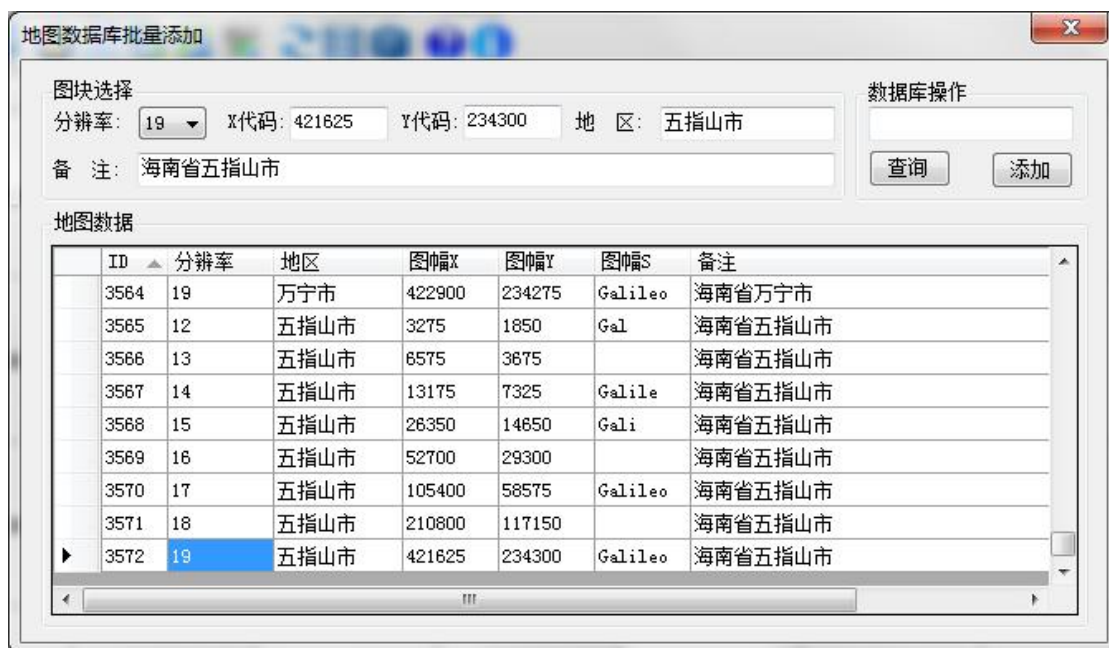 地图数据库批量添加
图块选择
数据库操作
分辨率: 19 X代码: 421625 Y代码: 234300 地 区: 五指山市
备 注: 海南省五指山市
查询 添加
地图数据
ID 分辨率 地区 图幅X 图幅Y 图幅S 备注
3564 19 万宁市 422900 234275 Galileo 海南省万宁市
3565 12 五指山市 3275 1850 Gal 海南省五指山市
3566 13 五指山市 6575 3675 海南省五指山市
3567 14 五指山市 13175 7325 Galile 海南省五指山市
3568 15 五指山市 26350 14650 Gali 海南省五指山市
3569 16 五指山市 52700 29300 海南省五指山市
3570 17 五指山市 105400 58575 Galileo 海南省五指山市
3571 18 五指山市 210800 117150 海南省五指山市
3572 19 五指山市 421625 234300 Galileo 海南省五指山市